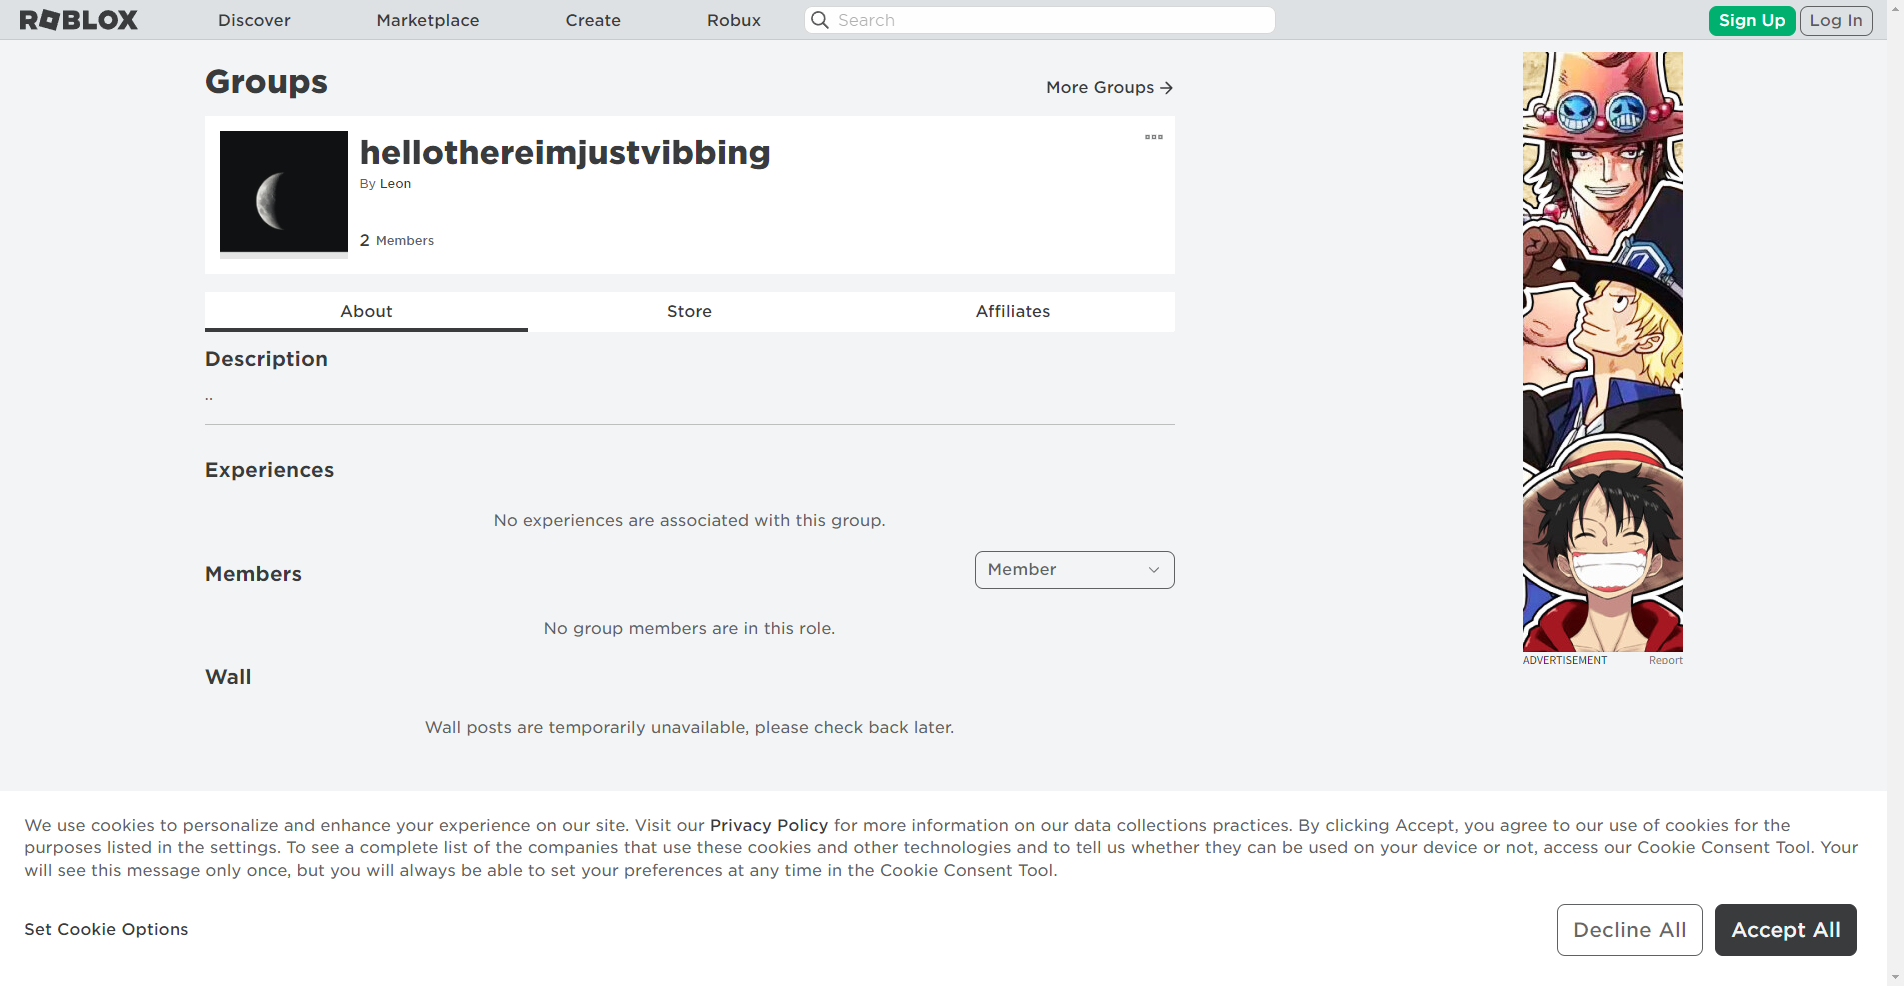 ROBLOX Discover Marketplace Create Robux Search Sign Up Log In
Groups
More Groups
hellothereimjustvibbing
By Leon
2 Members
About Store Affiliates
Description
..
Experiences
No experiences are associated with this group.
Members
Member
No group members are in this role.
Wall
Wall posts are temporarily unavailable, please check back later.
ADVERTISEMENT Report
We use cookies to personalize and enhance your experience on our site. Visit our Privacy Policy for more information on our data collections practices. By clicking Accept, you agree to our use of cookies for the
purposes listed in the settings. To see a complete list of the companies that use these cookies and other technologies and to tell us whether they can be used on your device or not, access our Cookie Consent Tool. Your
will see this message only once, but you will always be able to set your preferences at any time in the Cookie Consent Tool.
Set Cookie Options
Decline All
Accept All